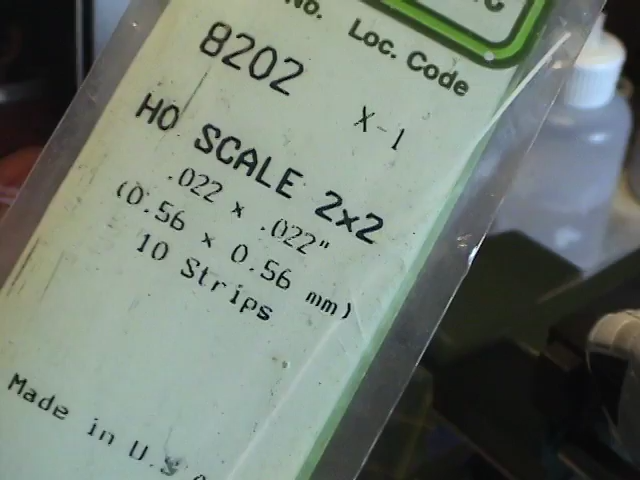 No. Loc. Code
8202 X-1
HO SCALE 2x2
.022 x .022"
(0.56 x 0.56 mm)
10 Strips
Made in U.S